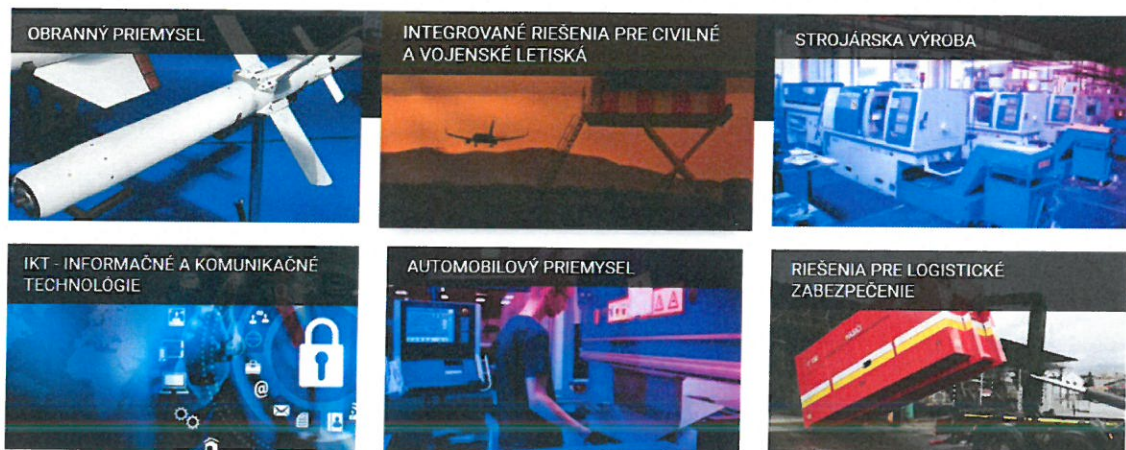 OBRANNÝ PRIEMYSEL
INTEGROVANÉ RIEŠENIA PRE CIVILNÉ
A VOJENSKÉ LETISKÁ
STROJÁRSKA VÝROBA
IKT - INFORMAČNÉ A KOMUNIKAČNÉ
TECHNOLÓGIE
AUTOMOBILOVÝ PRIEMYSEL
RIEŠENIA PRE LOGISTICKÉ
ZABEZPEČENIE
@